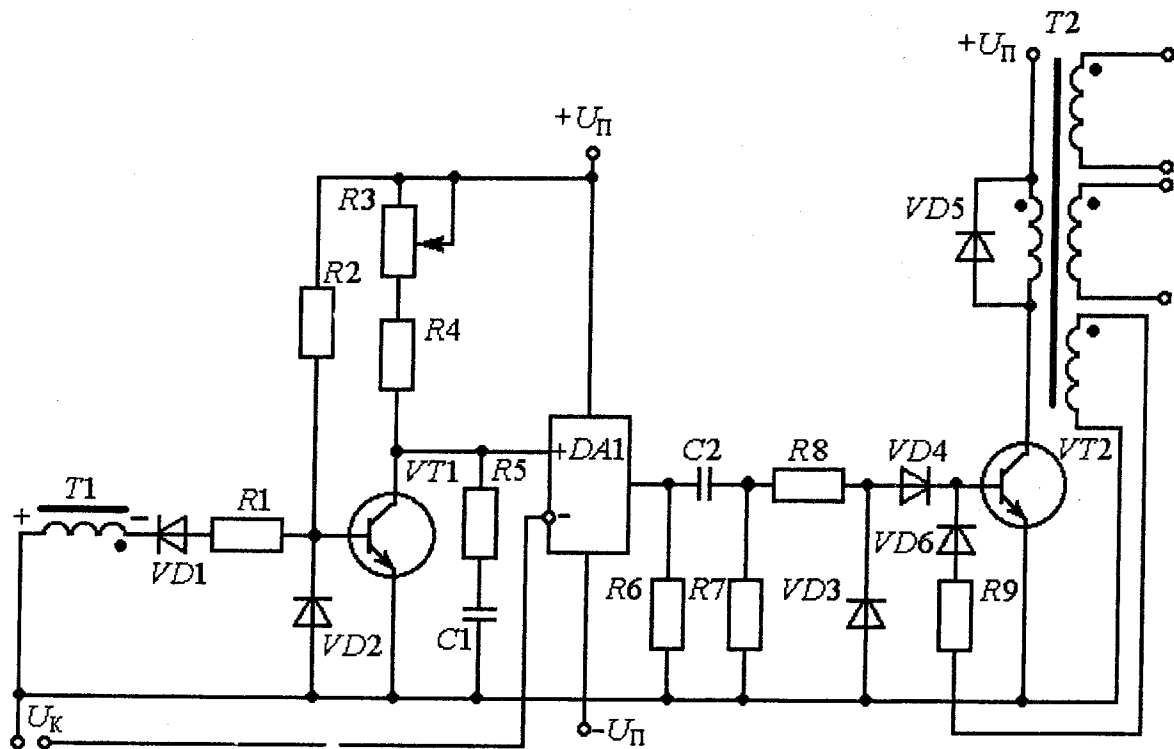 T2
+UП
+UП
R3
VD5
R2
R4
+DA1
-
C2
R8
VD4
VT2
VT1
R5
T1
+
-
R1
VD1
VD6
R6
R7
VD3
R9
VD2
C1
UК
-UП